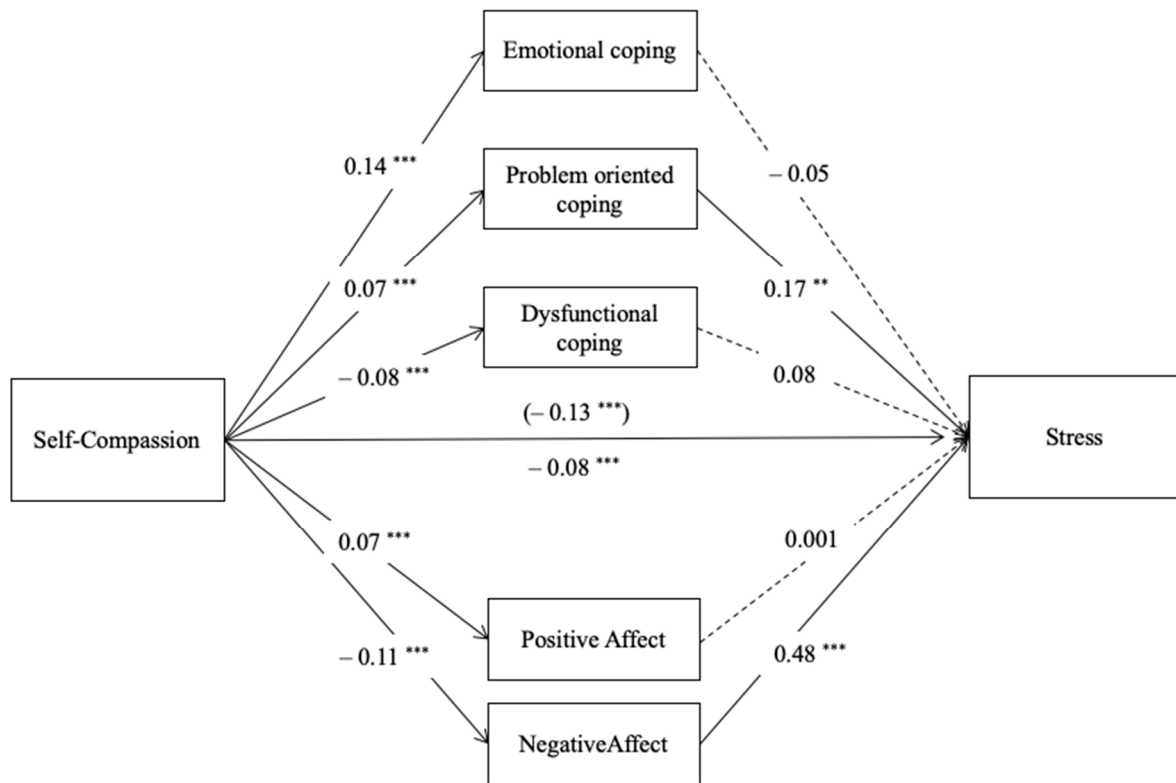 Emotional coping
0.14 ***
– 0.05
Problem oriented
coping
0.07 ***
0.17 **
Dysfunctional
coping
– 0.08 ***
0.08
(– 0.13 ***)
Self-Compassion
Stress
– 0.08 ***
0.07 ***
0.001
Positive Affect
– 0.11 ***
0.48 ***
NegativeAffect